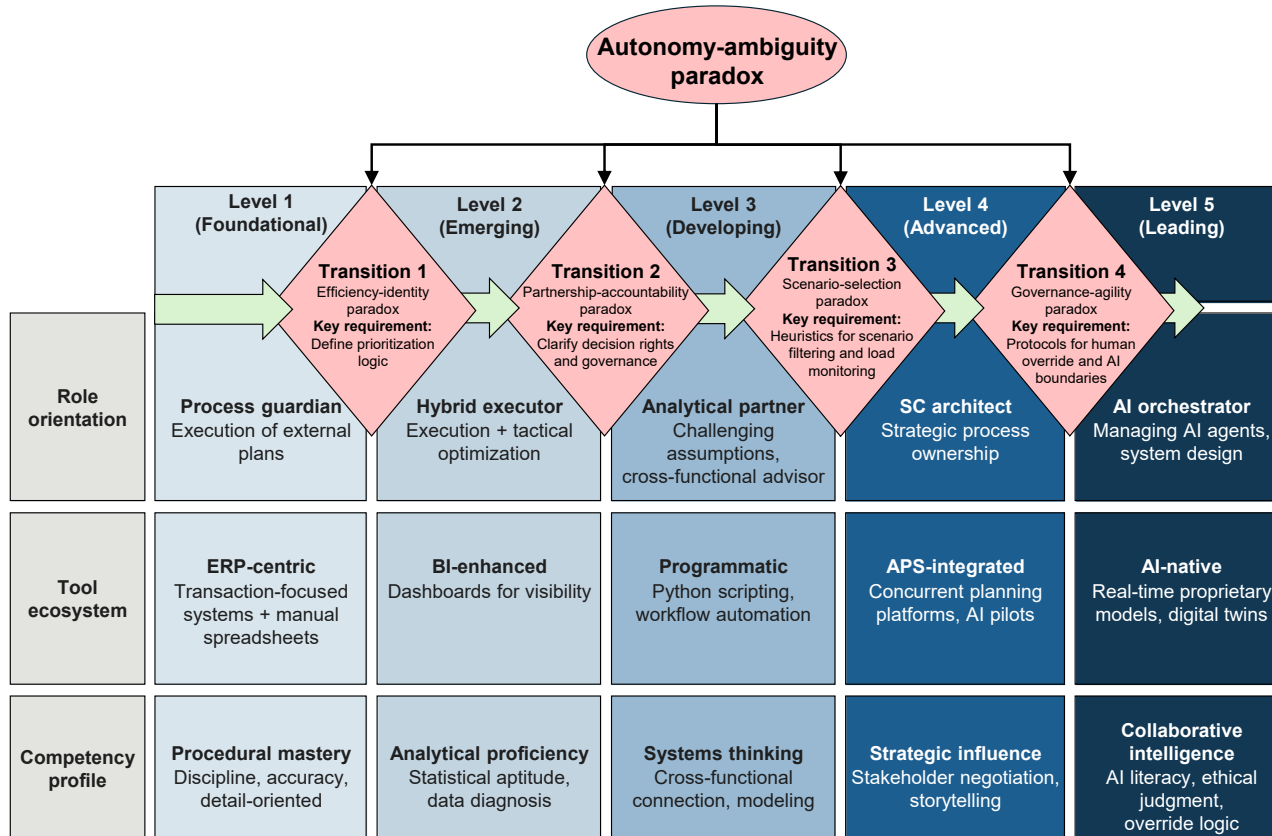 Autonomy-ambiguity
paradox
Level 1
(Foundational)
Level 2
(Emerging)
Level 3
(Developing)
Level 4
(Advanced)
Level 5
(Leading)
Transition 1
Efficiency-identity
paradox
Key requirement:
Define prioritization
logic
Transition 2
Partnership-accountability
paradox
Key requirement:
Clarify decision rights
and governance
Transition 3
Scenario-selection
paradox
Key requirement:
Heuristics for scenario
filtering and load
monitoring
Transition 4
Governance-agility
paradox
Key requirement:
Protocols for human
override and AI
boundaries
Role
orientation
Process guardian
Execution of external
plans
Hybrid executor
Execution + tactical
optimization
Analytical partner
Challenging
assumptions,
cross-functional advisor
SC architect
Strategic process
ownership
AI orchestrator
Managing AI agents,
system design
Tool
ecosystem
ERP-centric
Transaction-focused
systems + manual
spreadsheets
BI-enhanced
Dashboards for visibility
Programmatic
Python scripting,
workflow automation
APS-integrated
Concurrent planning
platforms, AI pilots
AI-native
Real-time proprietary
models, digital twins
Competency
profile
Procedural mastery
Discipline, accuracy,
detail-oriented
Analytical proficiency
Statistical aptitude,
data diagnosis
Systems thinking
Cross-functional
connection, modeling
Strategic influence
Stakeholder negotiation,
storytelling
Collaborative
intelligence
AI literacy, ethical
judgment,
override logic